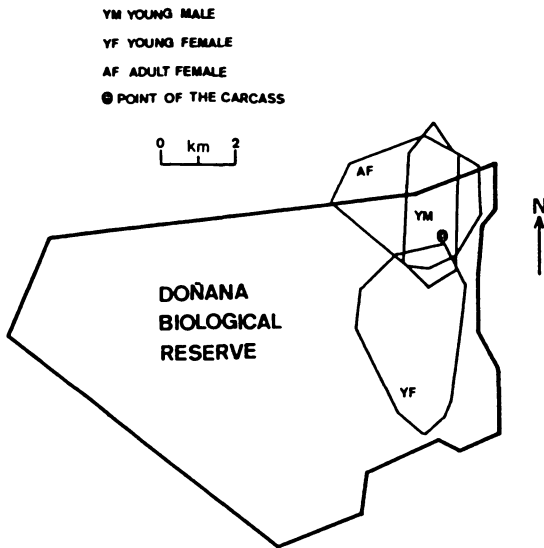 YM YOUNG MALE
YF YOUNG FEMALE
AF ADULT FEMALE
POINT OF THE CARCASS
0 km 2
AF
N
YM
DOÑANA
BIOLOGICAL
RESERVE
YF